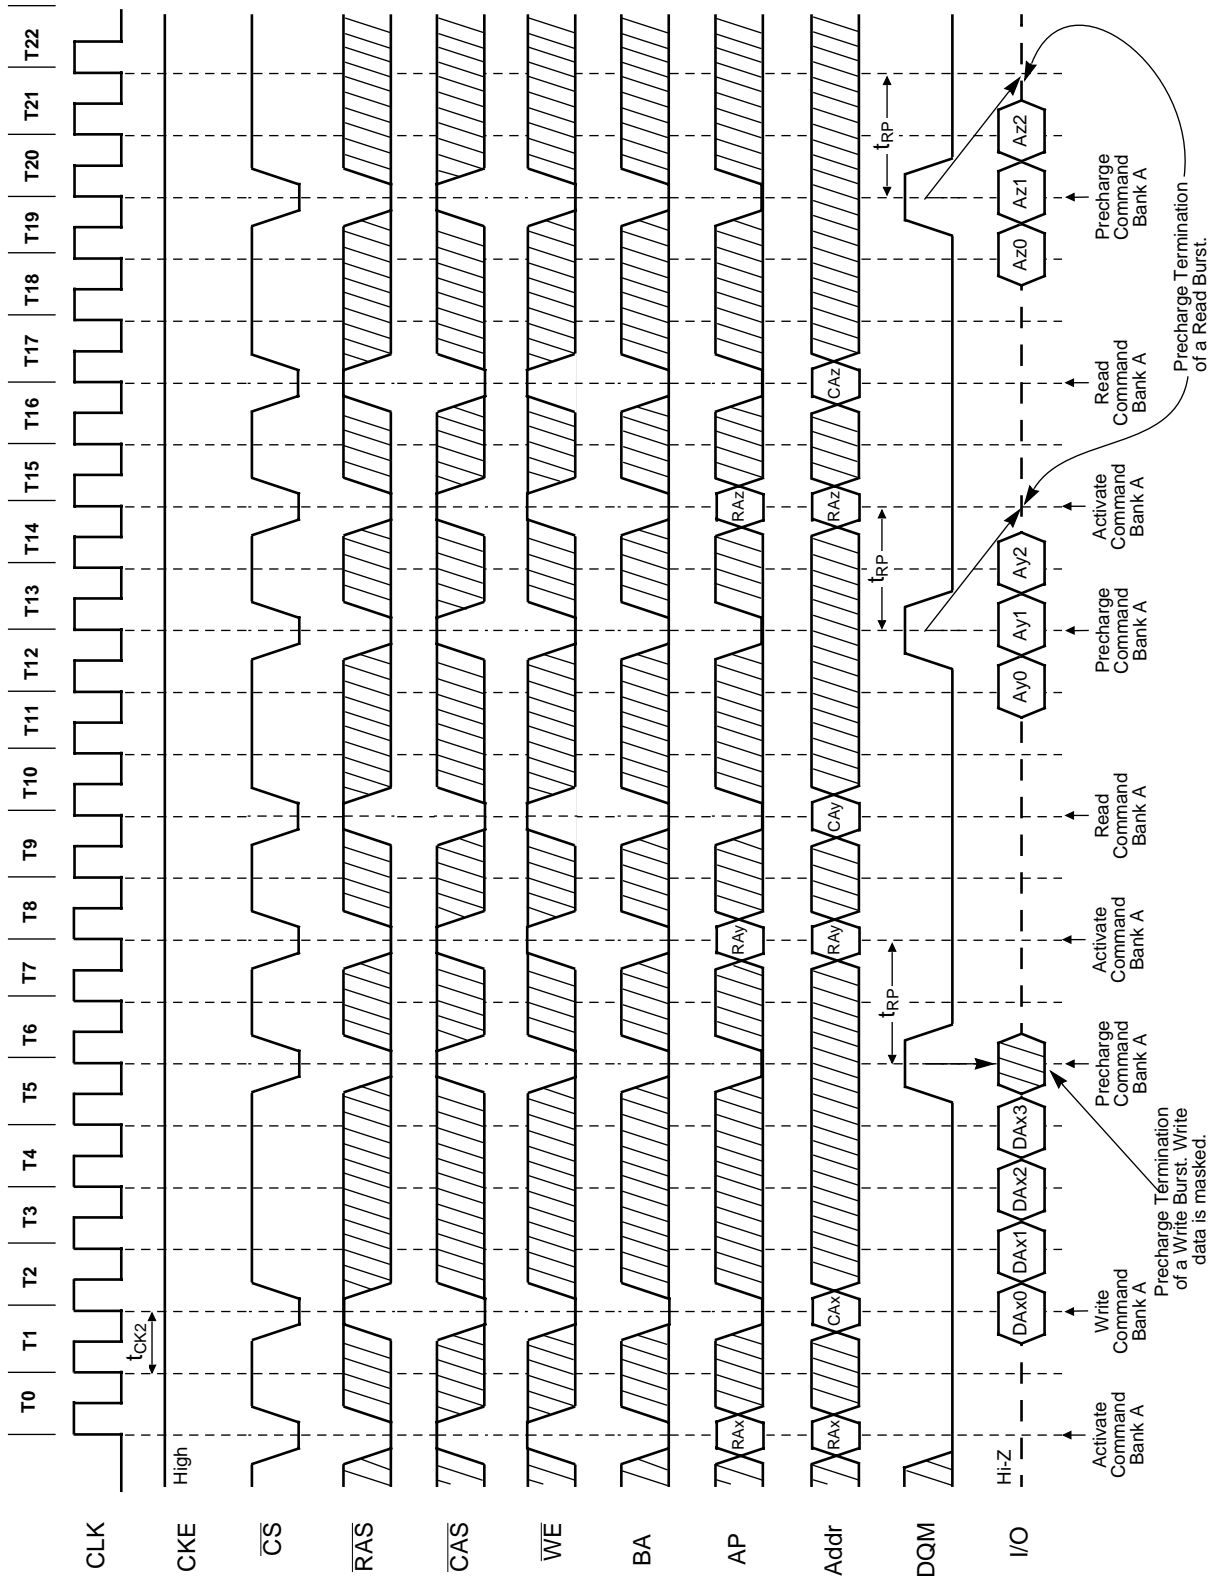 T0 T1 T2 T3 T4 T5 T6 T7 T8 T9 T10 T11 T12 T13 T14 T15 T16 T17 T18 T19 T20 T21 T22
CLK
tCK2
CKE
High
CS
RAS
CAS
WE
BA
AP
RAx RAy RAz
Addr
RAx CAx RAy CAy RAz CAz
tRP tRP tRP
DQM
I/O
Hi-Z
DAx0 DAx1 DAx2 DAx3 Ay0 Ay1 Ay2 Az0 Az1 Az2
Activate
Command
Bank A
Write
Command
Bank A
Precharge
Command
Bank A
Activate
Command
Bank A
Read
Command
Bank A
Precharge
Command
Bank A
Activate
Command
Bank A
Read
Command
Bank A
Precharge
Command
Bank A
Precharge Termination
of a Write Burst. Write
data is masked.
Precharge Termination
of a Read Burst.